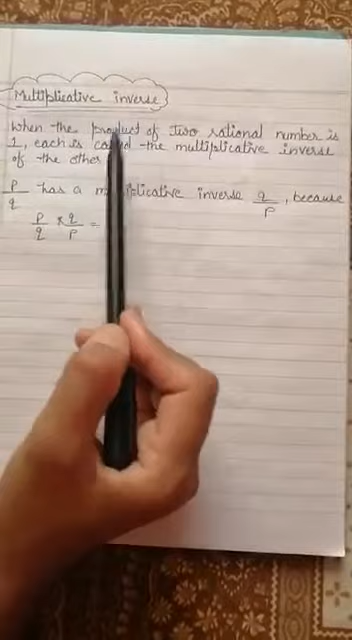 Multiplicative inverse
When the product of Two rational number is
1, each is called the multiplicative inverse
of the other
p/q has a multiplicative inverse q/p, because
p/q × q/p =